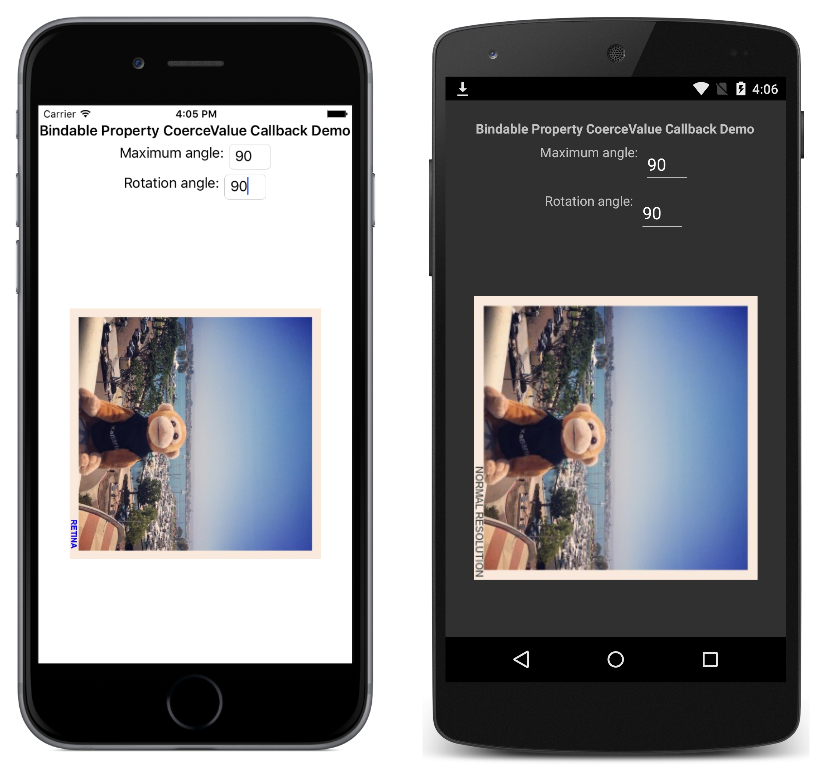 Carrier 4:05 PM
Bindable Property CoerceValue Callback Demo
Maximum angle: 90
Rotation angle: 90
RETINA
4:06
Bindable Property CoerceValue Callback Demo
Maximum angle: 90
Rotation angle: 90
NORMAL RESOLUTION